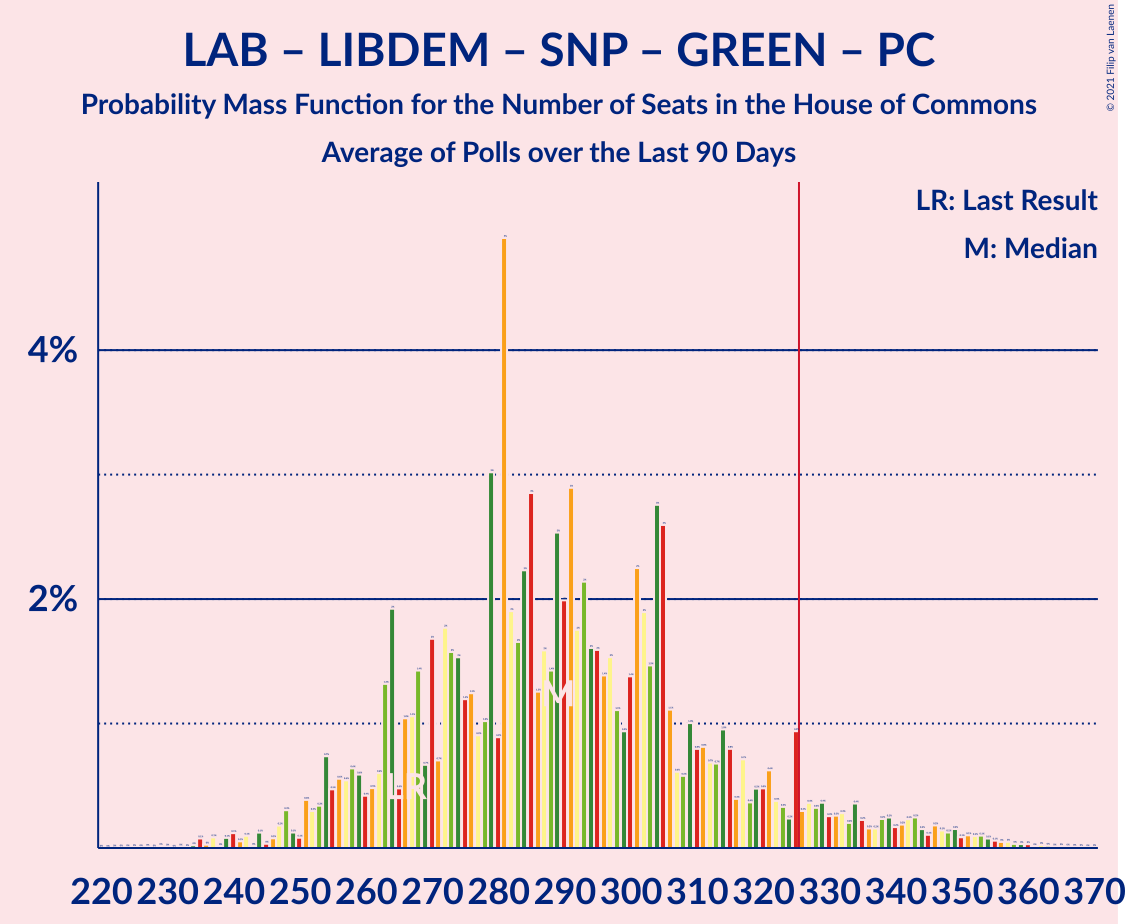 LAB – LIBDEM – SNP – GREEN – PC
Probability Mass Function for the Number of Seats in the House of Commons
Average of Polls over the Last 90 Days
© 2021 Filip van Laenen
LR: Last Result
M: Median
4%
2%
M
LR
220 230 240 250 260 270 280 290 300 310 320 330 340 350 360 370